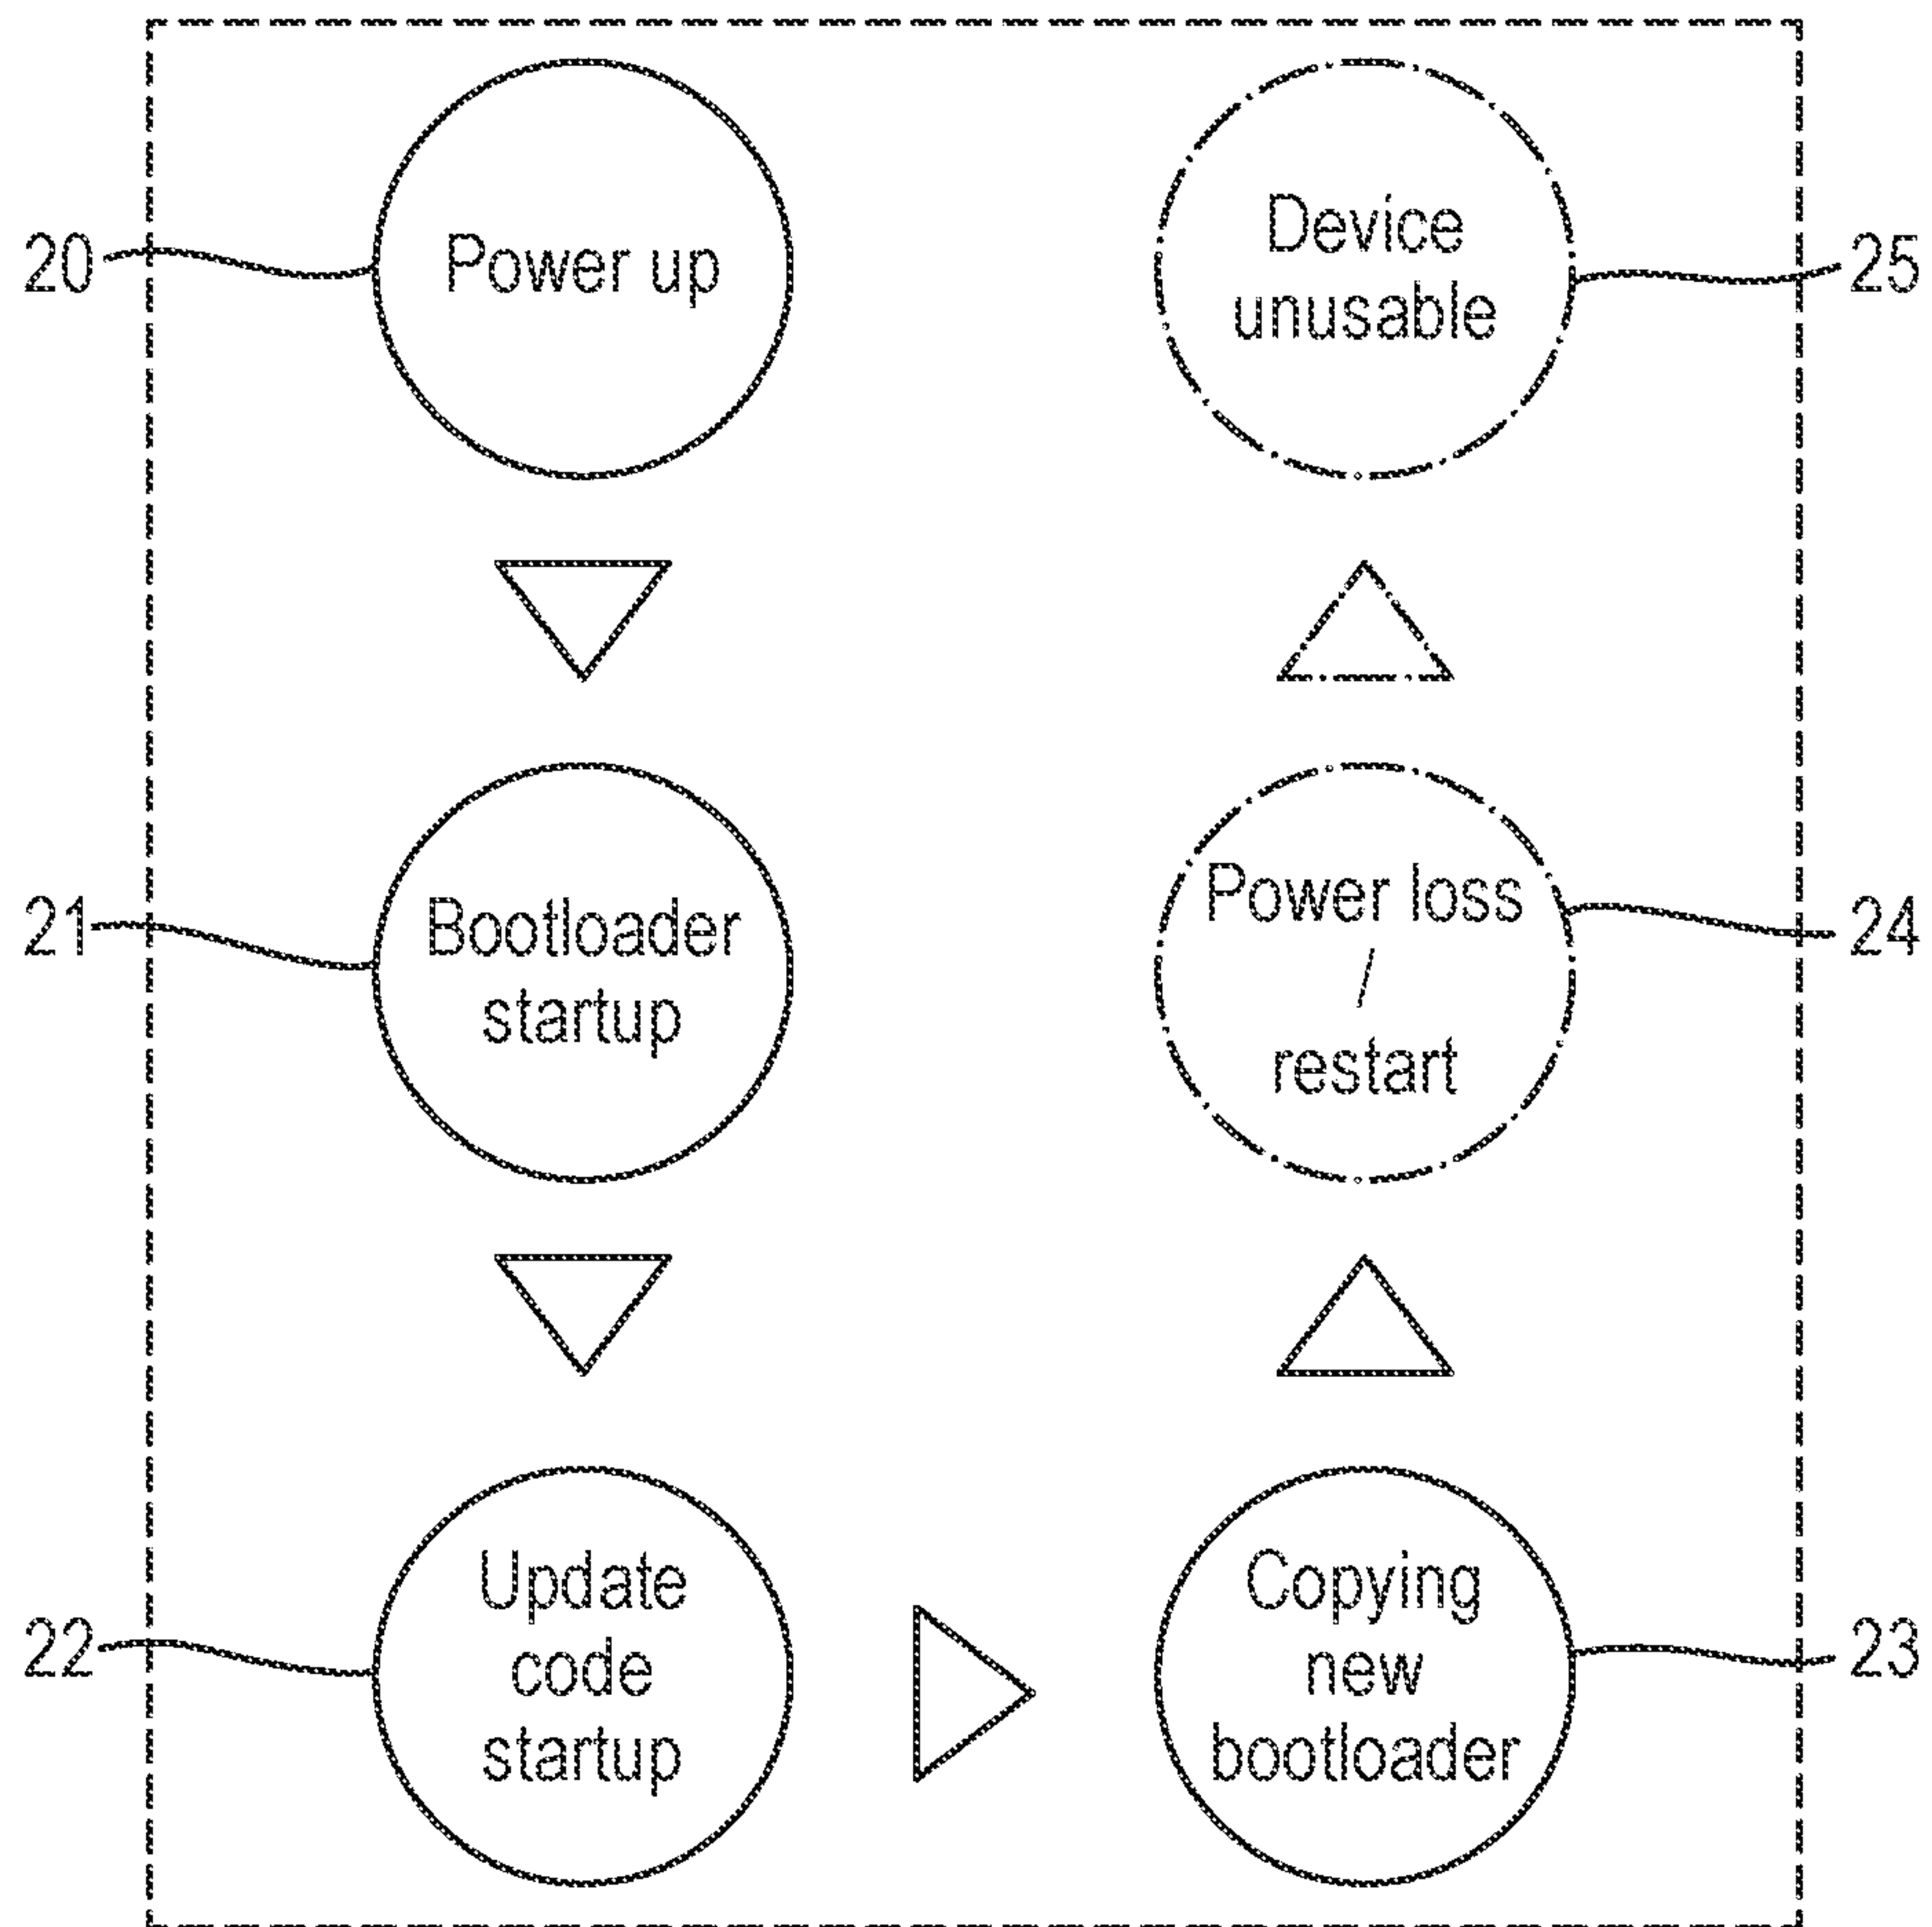 20
Power up
Device
unusable
25
21
Bootloader
startup
Power loss
/
restart
24
22
Update
code
startup
Copying
new
bootloader
23